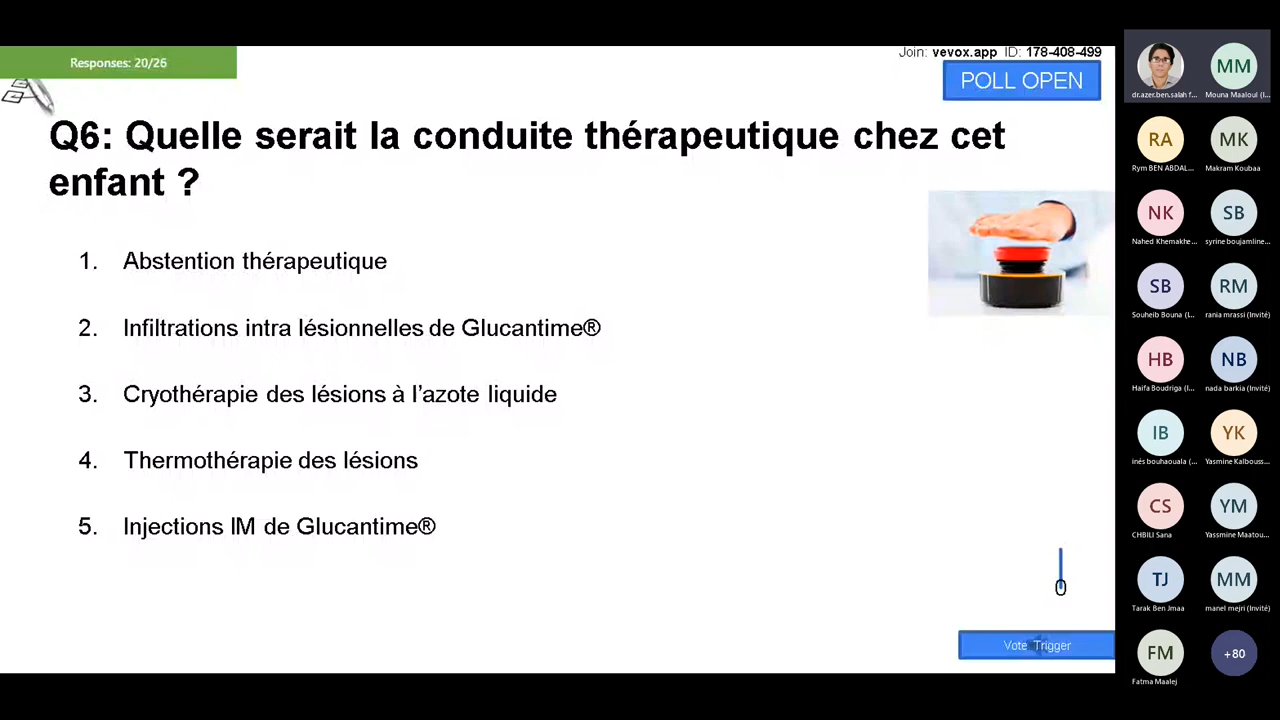 Responses: 20/26
Join: vevox.app ID: 178-408-499
POLL OPEN
Q6: Quelle serait la conduite thérapeutique chez cet
enfant ?
1. Abstention thérapeutique
2. Infiltrations intra lésionnelles de Glucantime®
3. Cryothérapie des lésions à l'azote liquide
4. Thermothérapie des lésions
5. Injections IM de Glucantime®
0
Vote Trigger
dr.azer.ben.salah f...
MM
Mouna Maaloul (I...
RA
Rym BEN ABDAL...
MK
Makram Koubaa
NK
Nahed Khemakhe...
SB
syrine boujamline...
SB
Souheib Bouna (I...
RM
rania mrassi (Invité)
HB
Haifa Boudriga (I...
NB
nada barkia (Invité)
IB
inés bouhaouala (...
YK
Yasmine Kalbouss...
CS
CHBILI Sana
YM
Yassmine Maatou...
TJ
Tarak Ben Jmaa
MM
manel mejri (Invité)
FM
Fatma Maalej
+80